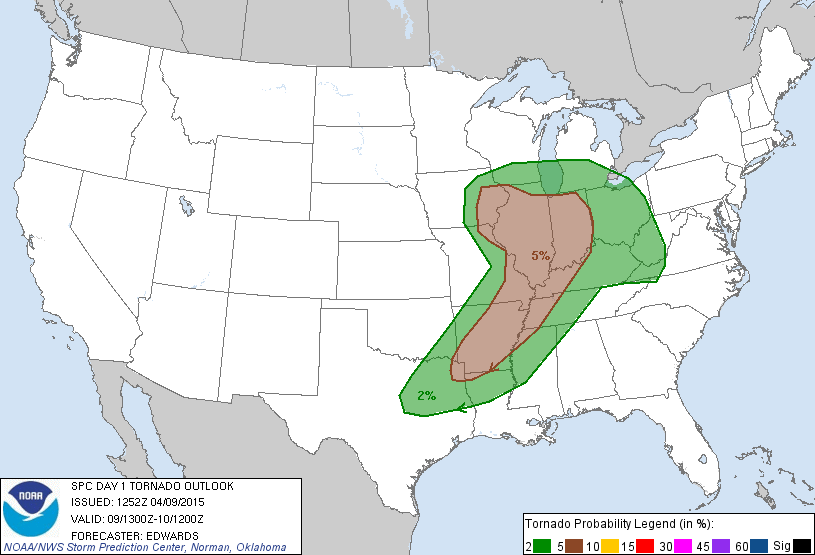 5%
2%
NOAA
SPC DAY 1 TORNADO OUTLOOK
ISSUED: 1252Z 04/09/2015
VALID: 09/1300Z-10/1200Z
FORECASTER: EDWARDS
NOAA/NWS Storm Prediction Center, Norman, Oklahoma
Tornado Probability Legend (in %):
2 5 10 15 30 45 60 Sig